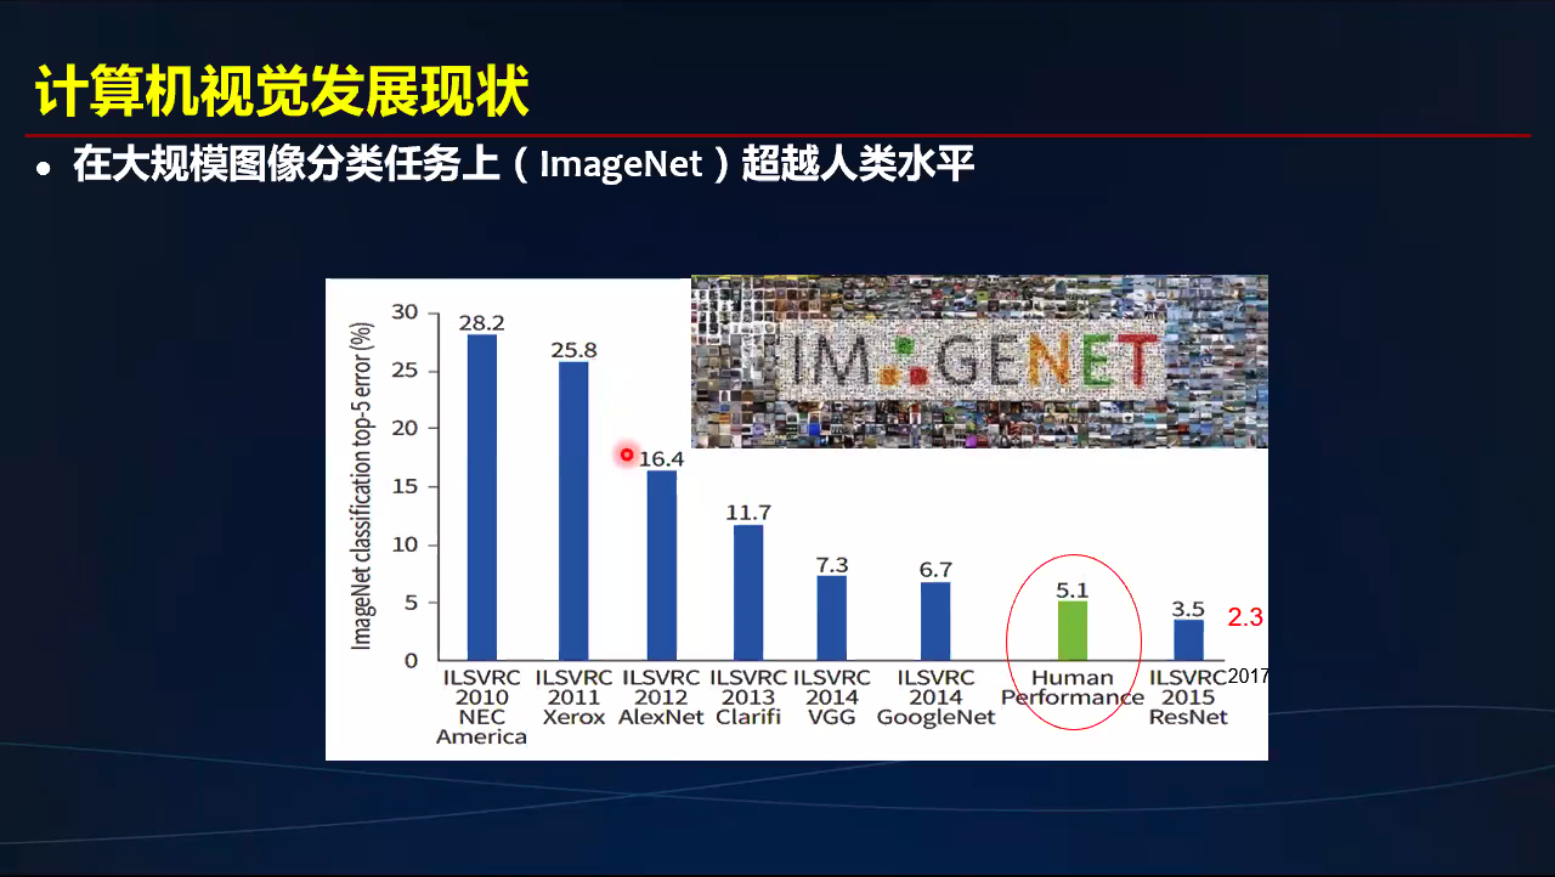 计算机视觉发展现状
• 在大规模图像分类任务上（ImageNet）超越人类水平
IMAGENET
ImageNet classification top-5 error (%)
30
25
20
15
10
5
0
28.2
25.8
16.4
11.7
7.3
6.7
5.1
3.5
2.3
ILSVRC
2010
NEC
America
ILSVRC
2011
Xerox
ILSVRC
2012
AlexNet
ILSVRC
2013
Clarifi
ILSVRC
2014
VGG
ILSVRC
2014
GoogleNet
Human
Performance
ILSVRC
2015
ResNet
2017